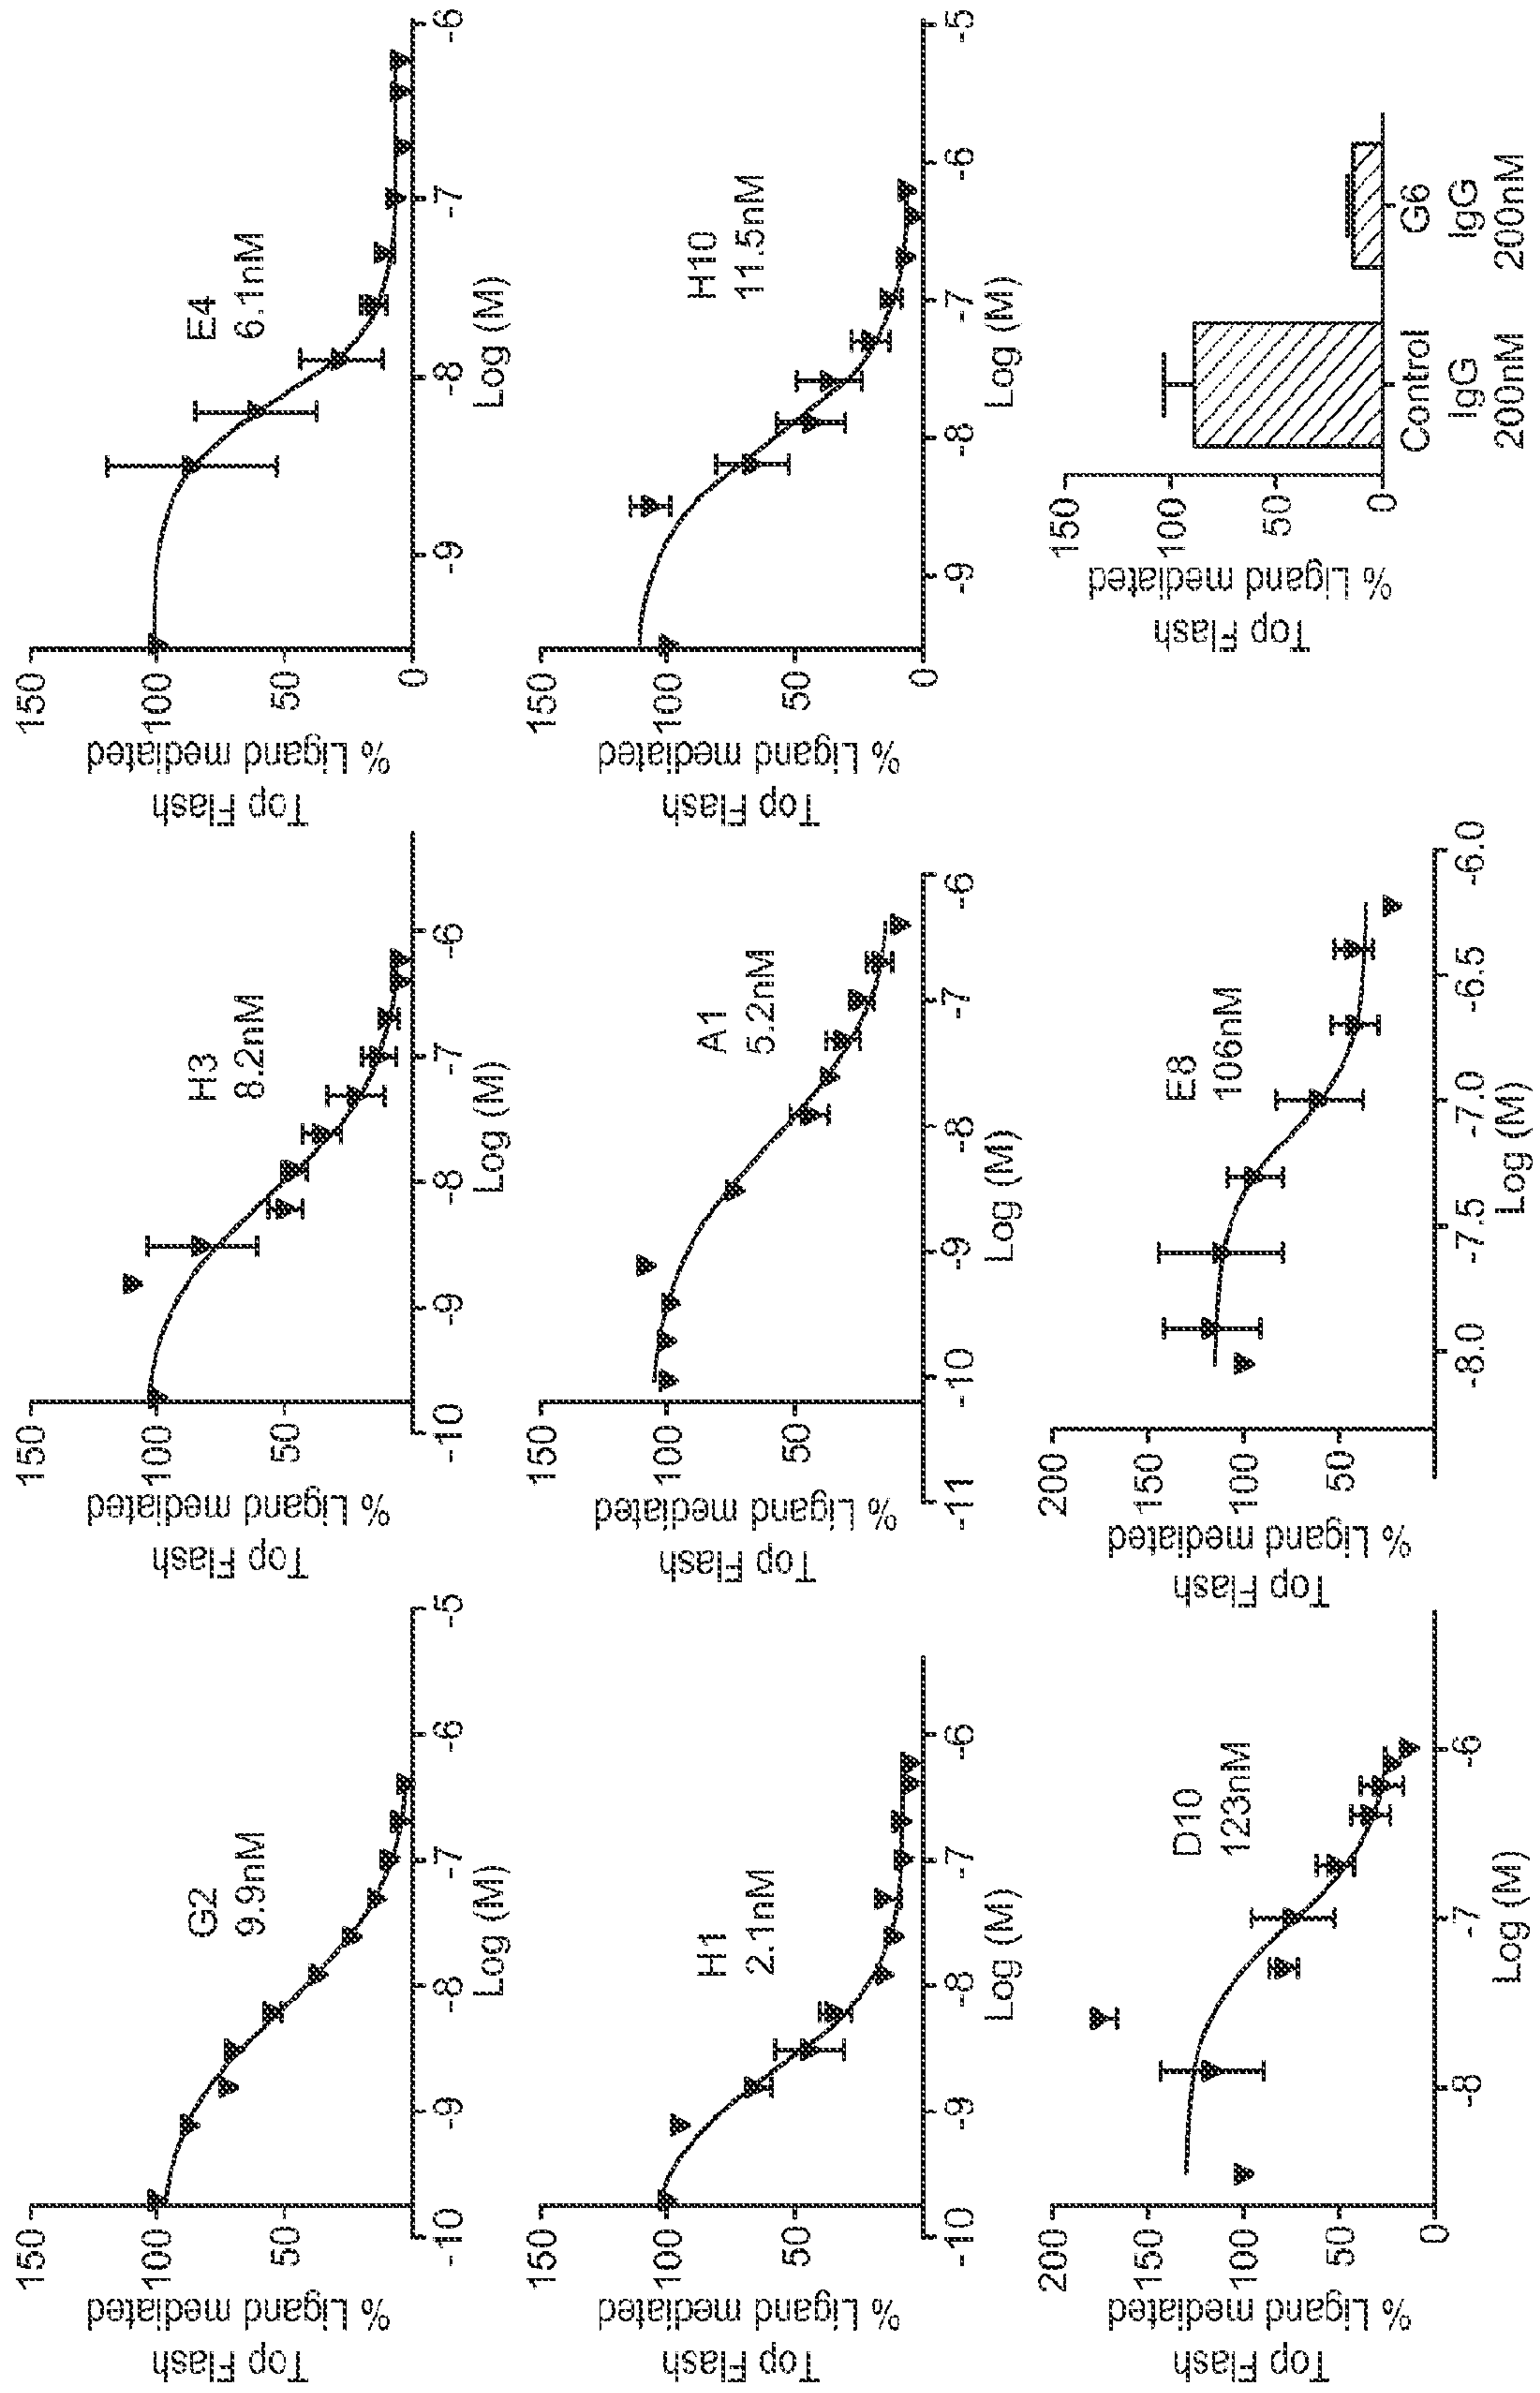 Top Flash
% Ligand mediated
150
100
50
G2
9.9nM
-10 -9 -8 -7 -6 -5
Log (M)
Top Flash
% Ligand mediated
150
100
50
H3
8.2nM
-10 -9 -8 -7 -6
Log (M)
Top Flash
% Ligand mediated
150
100
50
0
E4
6.1nM
-9 -8 -7 -6
Log (M)
Top Flash
% Ligand mediated
150
100
50
H1
2.1nM
-10 -9 -8 -7 -6
Log (M)
Top Flash
% Ligand mediated
150
100
50
A1
5.2nM
-11 -10 -9 -8 -7 -6
Log (M)
Top Flash
% Ligand mediated
150
100
50
0
H10
11.5nM
-9 -8 -7 -6 -5
Log (M)
Top Flash
% Ligand mediated
200
150
100
50
0
D10
123nM
-8 -7 -6
Log (M)
Top Flash
% Ligand mediated
200
150
100
50
E8
106nM
-8.0 -7.5 -7.0 -6.5 -6.0
Log (M)
Top Flash
% Ligand mediated
150
100
50
0
Control G6
IgG IgG
200nM 200nM